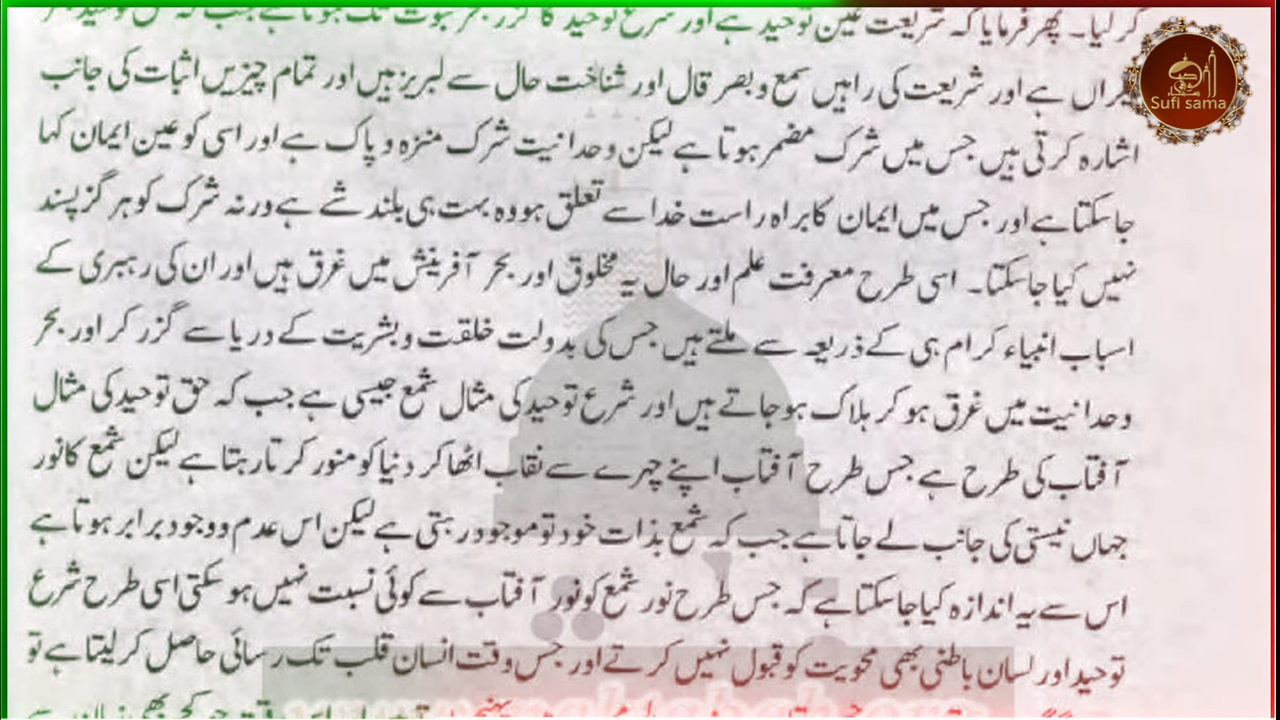 کر لیا۔ پھر فرمایا کہ شریعت عین توحید ہے اور شرع توحید کا گزر بحر نبوت تک ہوتا ہے جب کہ
Sufi sama
ہے اور شریعت کی راہیں سمع و بصر قال اور شناخت حال سے لبریز ہیں اور تمام چیزیں اثبات کی جانب
اشارہ کرتی ہیں جس میں شرک مضمر ہوتا ہے لیکن وحدانیت شرک منزہ و پاک ہے اور اسی کو عین ایمان کہا
جا سکتا ہے اور جس میں ایمان کا براہ راست خدا سے تعلق ہو وہ بہت ہی بلند شے ہے ورنہ شرک کو ہرگز پسند
نہیں کیا جا سکتا۔ اسی طرح معرفت علم اور حال یہ مخلوق اور بحر آفرینش میں غرق ہیں اور ان کی رہبری کے
اسباب انبیاء کرام ہی کے ذریعہ سے ملتے ہیں جس کی بدولت خلقت و بشریت کے دریا سے گزر کر اور بحر
وحدانیت میں غرق ہو کر ہلاک ہو جاتے ہیں اور شرع توحید کی مثال شمع جیسی ہے جب کہ حق توحید کی مثال
آفتاب کی طرح ہے جس طرح آفتاب اپنے چہرے سے نقاب اٹھا کر دنیا کو منور کرتا رہتا ہے لیکن شمع کا نور
جہاں نیستی کی جانب لے جاتا ہے جب کہ شمع بذات خود تو موجود رہتی ہے لیکن اس عدم و وجود برابر ہوتا ہے
اس سے یہ اندازہ کیا جا سکتا ہے کہ جس طرح نور شمع کو نور آفتاب سے کوئی نسبت نہیں ہو سکتی اسی طرح شرع
توحید اور لسان باطنی بھی محویت کو قبول نہیں کرتے اور جس وقت انسان قلب تک رسائی حاصل کر لیتا ہے تو